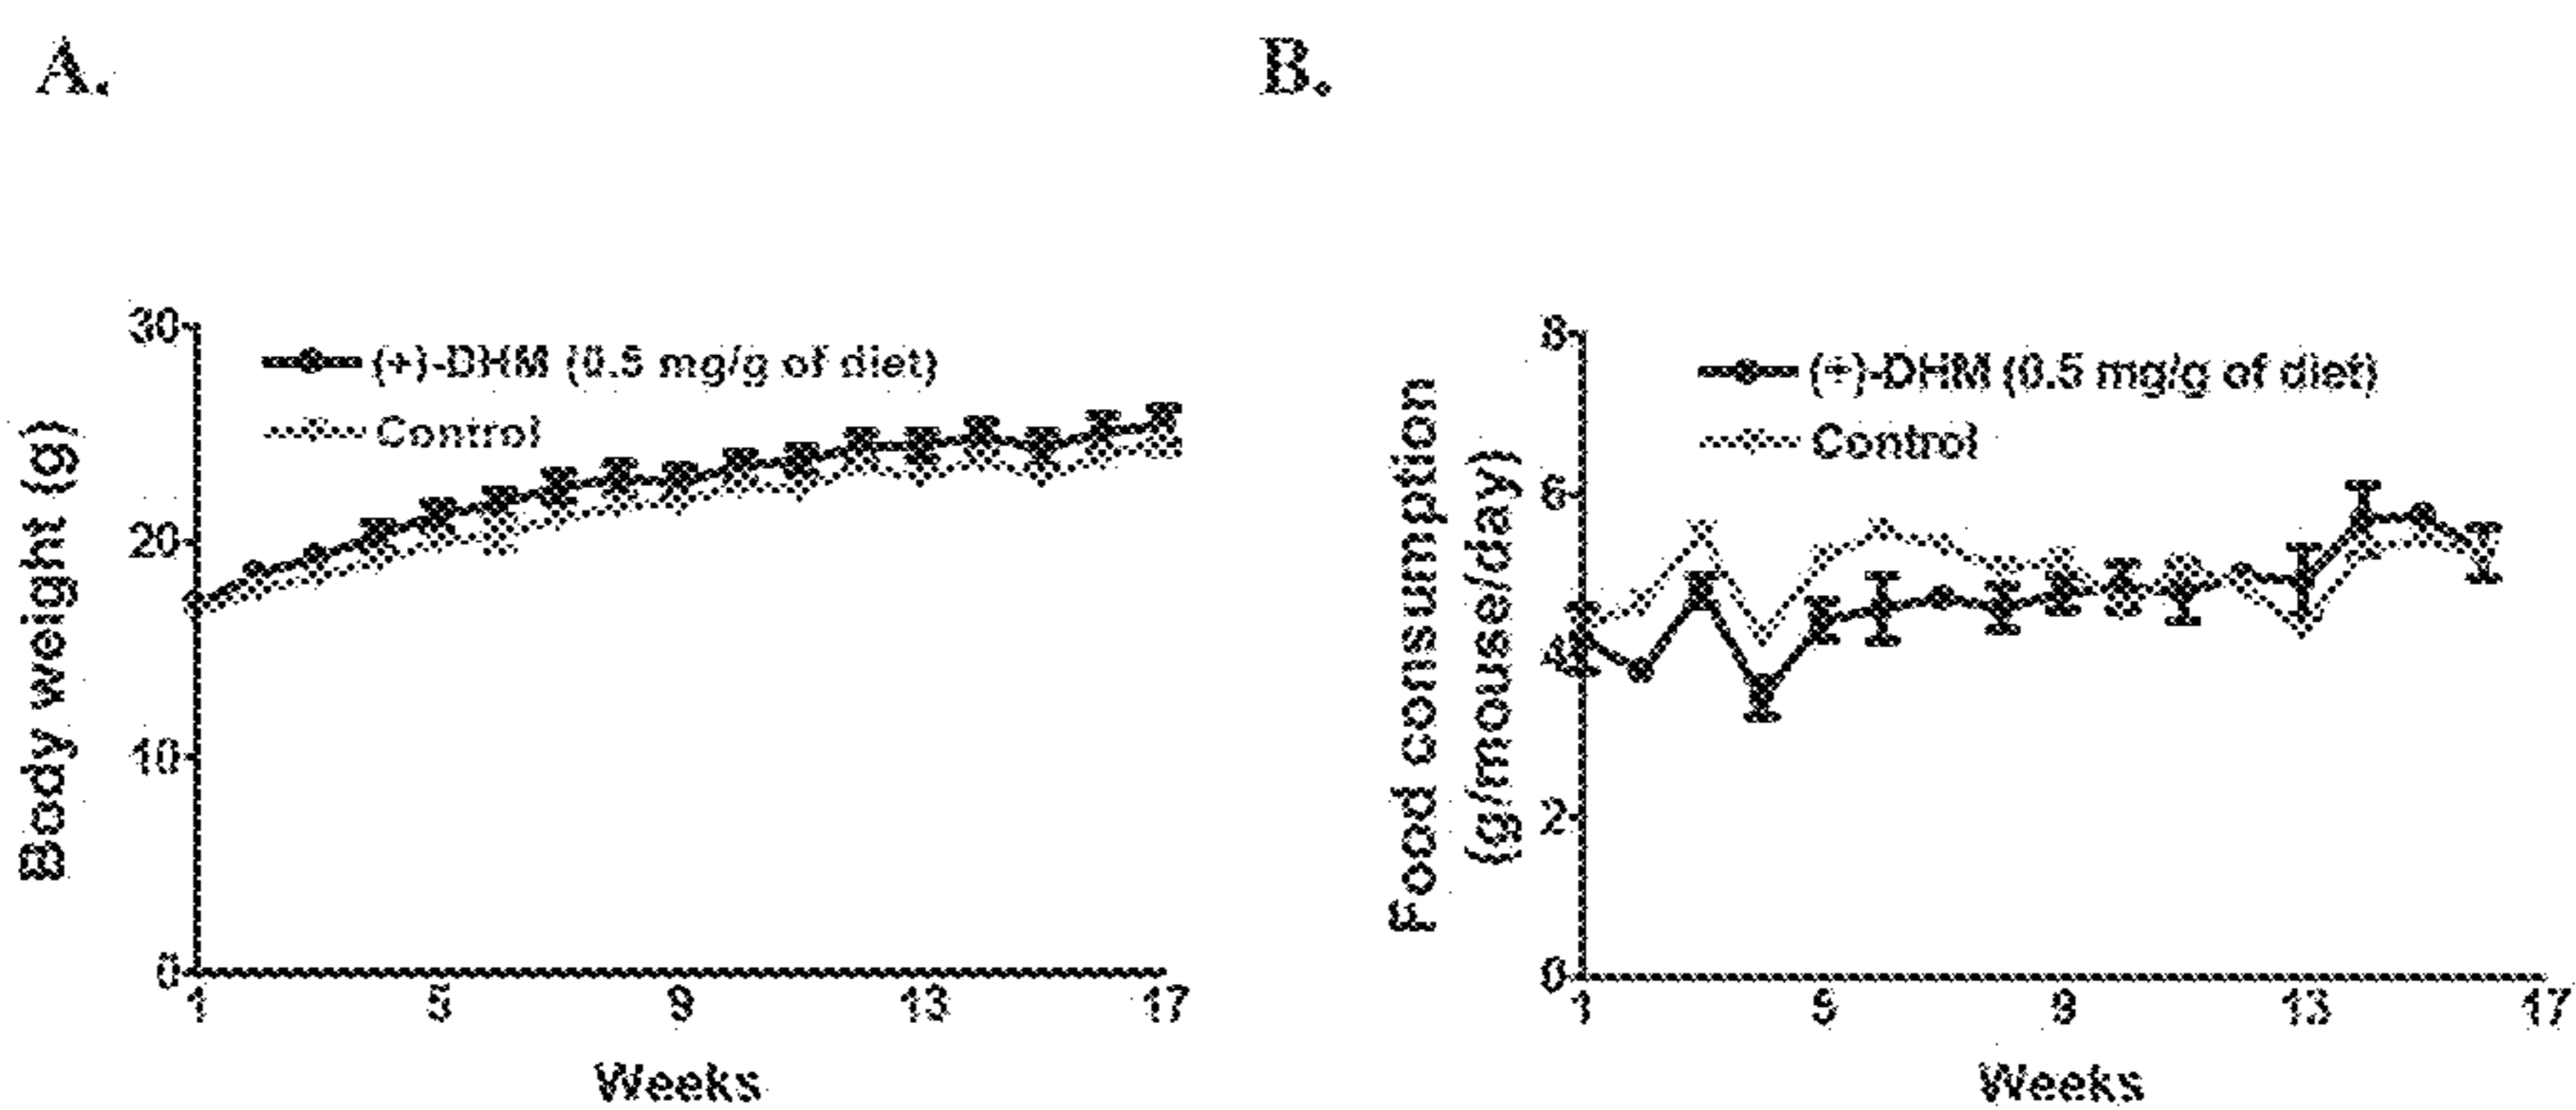 A.
B.
30
(+)-DHM (0.5 mg/g of diet)
Control
20
10
0
1 5 9 13 17
Body weight (g)
Weeks
8
(+)-DHM (0.5 mg/g of diet)
Control
6
4
2
0
1 5 9 13 17
Food consumption
(g/mouse/day)
Weeks